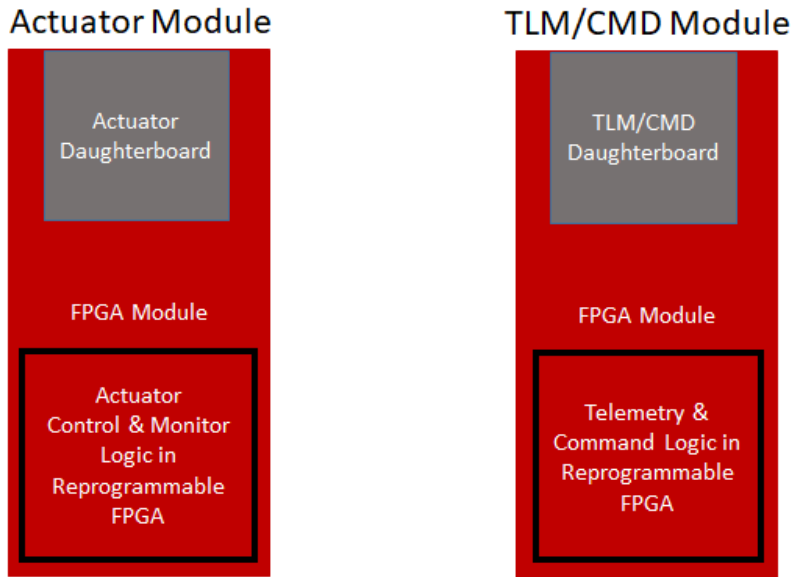 Actuator Module
Actuator
Daughterboard
FPGA Module
Actuator
Control & Monitor
Logic in
Reprogrammable
FPGA
TLM/CMD Module
TLM/CMD
Daughterboard
FPGA Module
Telemetry &
Command Logic in
Reprogrammable
FPGA